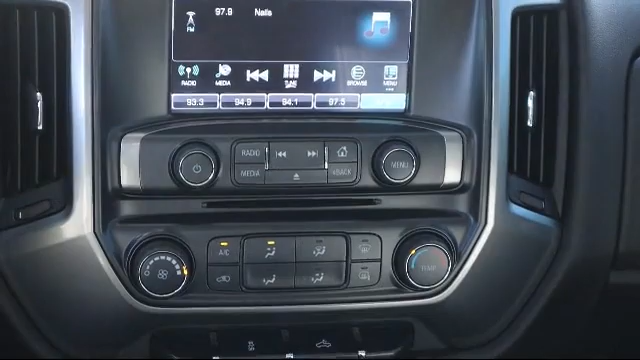 97.9 Nails
FM
RADIO MEDIA TUNE BROWSE MENU
93.3 94.9 94.1 97.5
RADIO MENU
MEDIA BACK
A/C
TEMP